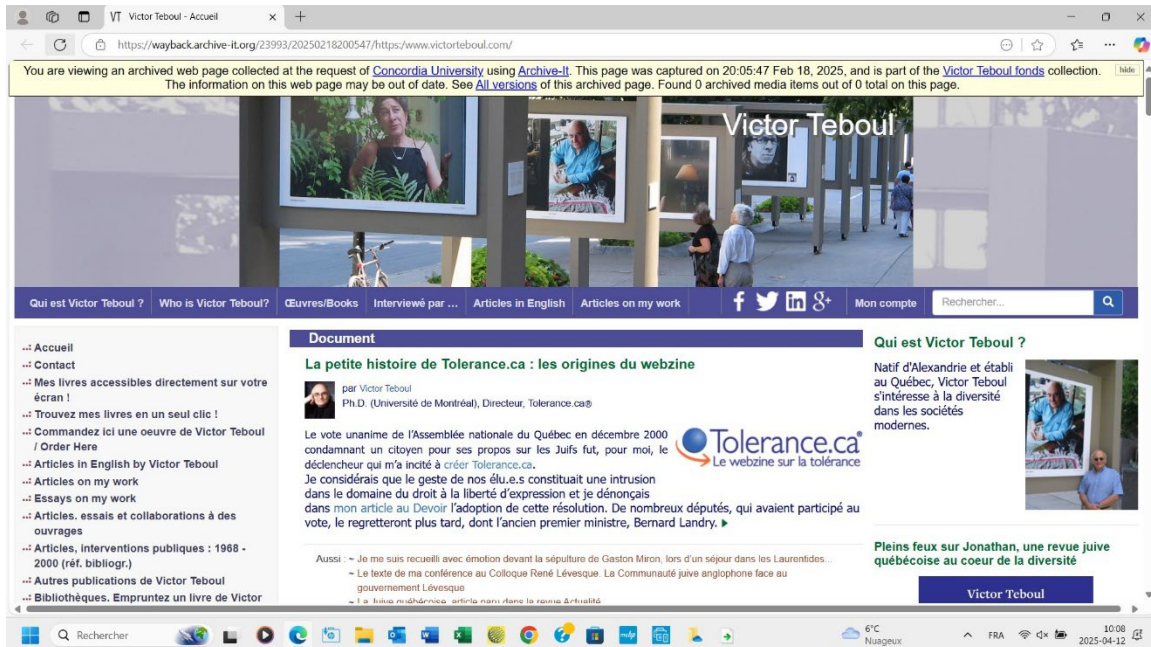 VT Victor Teboul - Accueil
https://wayback.archive-it.org/23993/20250218200547/https:/www.victorteboul.com/
You are viewing an archived web page collected at the request of Concordia University using Archive-It. This page was captured on 20:05:47 Feb 18, 2025, and is part of the Victor Teboul fonds collection.
hide
The information on this web page may be out of date. See All versions of this archived page. Found 0 archived media items out of 0 total on this page.
Victor Teboul
Qui est Victor Teboul ? Who is Victor Teboul? Œuvres/Books Interviewé par ... Articles in English Articles on my work Mon compte Rechercher...
..: Accueil
..: Contact
..: Mes livres accessibles directement sur votre
écran !
..: Trouvez mes livres en un seul clic !
..: Commandez ici une oeuvre de Victor Teboul
/ Order Here
..: Articles in English by Victor Teboul
..: Articles on my work
..: Essays on my work
..: Articles. essais et collaborations à des
ouvrages
..: Articles, interventions publiques : 1968 -
2000 (réf. bibliogr.)
..: Autres publications de Victor Teboul
..: Bibliothèques. Empruntez un livre de Victor
Document
La petite histoire de Tolerance.ca : les origines du webzine
par Victor Teboul
Ph.D. (Université de Montréal), Directeur, Tolerance.ca®
Le vote unanime de l'Assemblée nationale du Québec en décembre 2000
condamnant un citoyen pour ses propos sur les Juifs fut, pour moi, le
déclencheur qui m'a incité à créer Tolerance.ca.
Je considérais que le geste de nos élu.e.s constituait une intrusion
dans le domaine du droit à la liberté d'expression et je dénonçais
dans mon article au Devoir l'adoption de cette résolution. De nombreux députés, qui avaient participé au
vote, le regretteront plus tard, dont l'ancien premier ministre, Bernard Landry.
Tolerance.ca®
Le webzine sur la tolérance
Aussi : ~ Je me suis recueilli avec émotion devant la sépulture de Gaston Miron, lors d'un séjour dans les Laurentides...
~ Le texte de ma conférence au Colloque René Lévesque. La Communauté juive anglophone face au
gouvernement Lévesque
~ La Juive québécoise, article paru dans la revue Actualité
Qui est Victor Teboul ?
Natif d'Alexandrie et établi
au Québec, Victor Teboul
s'intéresse à la diversité
dans les sociétés
modernes.
Pleins feux sur Jonathan, une revue juive
québécoise au coeur de la diversité
Victor Teboul
Rechercher
6°C
Nuageux
FRA
10:08
2025-04-12